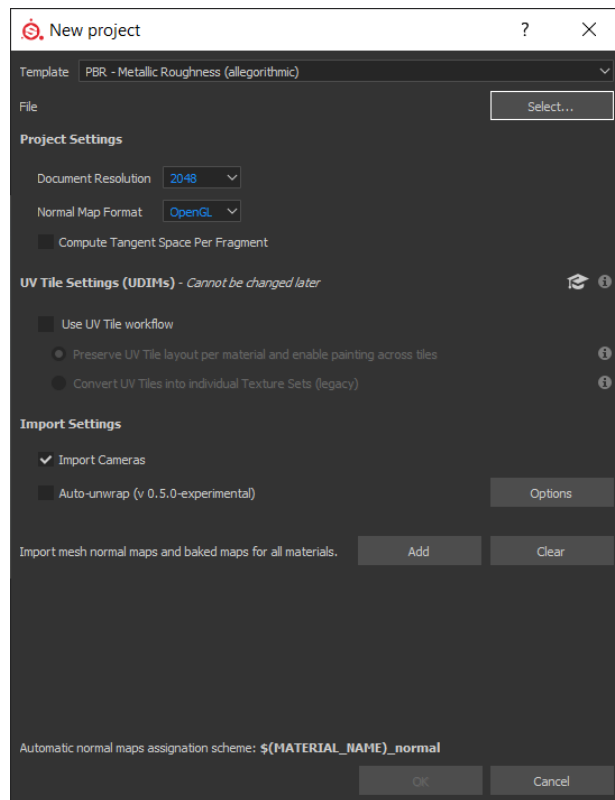 New project
?
Template PBR - Metallic Roughness (allegorithmic)
File Select...
Project Settings
Document Resolution 2048
Normal Map Format OpenGL
Compute Tangent Space Per Fragment
UV Tile Settings (UDIMs) - Cannot be changed later
Use UV Tile workflow
Preserve UV Tile layout per material and enable painting across tiles
Convert UV Tiles into individual Texture Sets (legacy)
Import Settings
Import Cameras
Auto-unwrap (v 0.5.0-experimental) Options
Import mesh normal maps and baked maps for all materials. Add Clear
Automatic normal maps assignation scheme: $(MATERIAL_NAME)_normal
OK Cancel